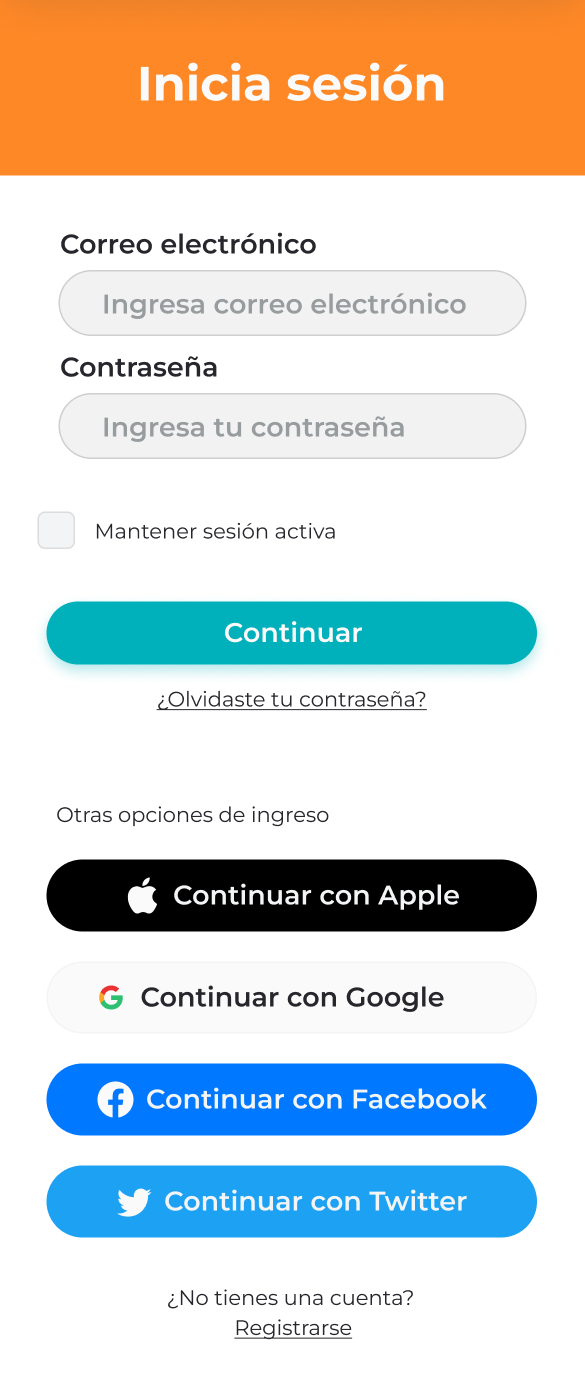 Inicia sesión
Correo electrónico
Ingresa correo electrónico
Contraseña
Ingresa tu contraseña
Mantener sesión activa
Continuar
¿Olvidaste tu contraseña?
Otras opciones de ingreso
Continuar con Apple
Continuar con Google
Continuar con Facebook
Continuar con Twitter
¿No tienes una cuenta?
Registrarse